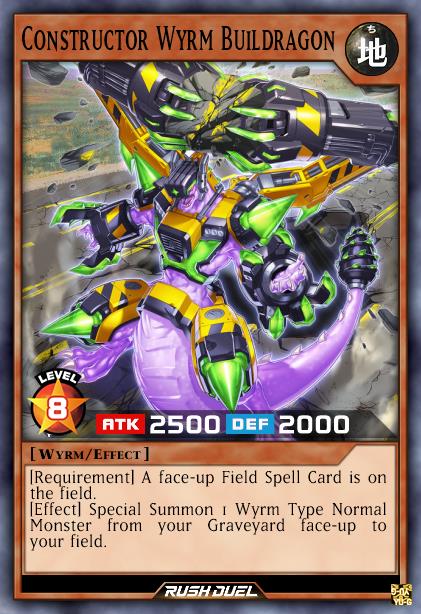 CONSTRUCTOR WYRM BUILDRAGON
ち
地
LEVEL
8
ATK 2500 DEF 2000
[WYRM/EFFECT]
[Requirement] A face-up Field Spell Card is on
the field.
[Effect] Special Summon 1 Wyrm Type Normal
Monster from your Graveyard face-up to
your field.
RUSH DUEL